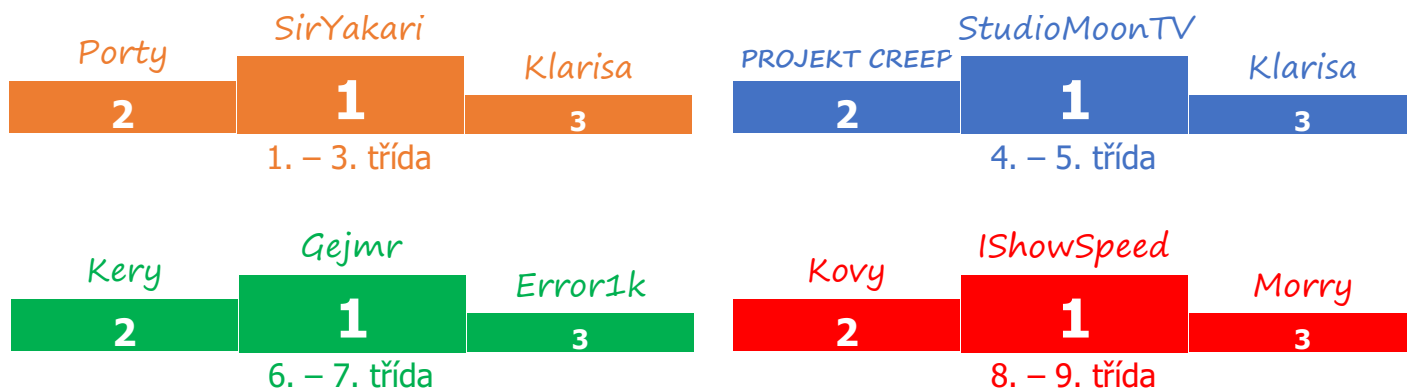 SirYakari
Porty
Klarisa
1
2
3
1. – 3. třída
StudioMoonTV
PROJEKT CREEP
Klarisa
1
2
3
4. – 5. třída
Gejmr
Kery
Error1k
1
2
3
6. – 7. třída
IShowSpeed
Kovy
Morry
1
2
3
8. – 9. třída